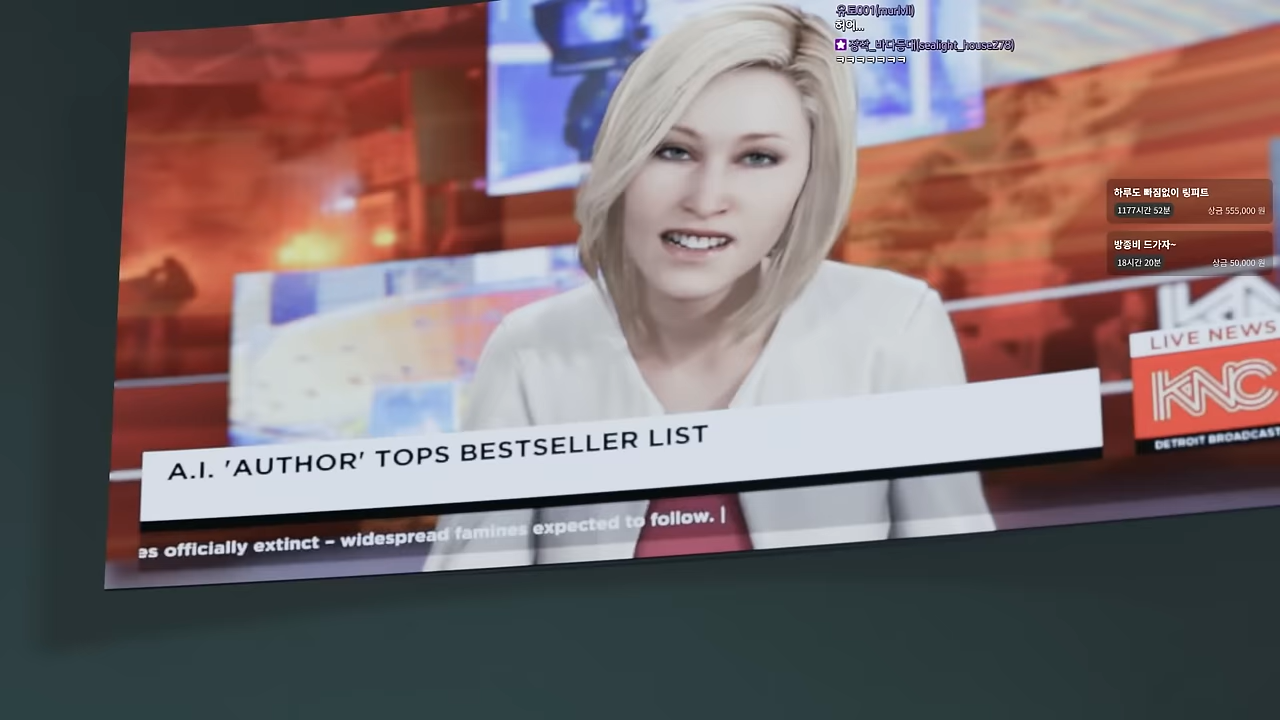 유토001(murlvll)
허어...
정작_바다등대(sealight_house278)
ㅋㅋㅋㅋㅋㅋㅋ
하루도 빠짐없이 링피트
1177시간 52분 상금 555,000 원
방종비 드가자~
18시간 20분 상금 50,000 원
LIVE NEWS
KNC
DETROIT BROADCAST
A.I. 'AUTHOR' TOPS BESTSELLER LIST
es officially extinct – widespread famines expected to follow. |